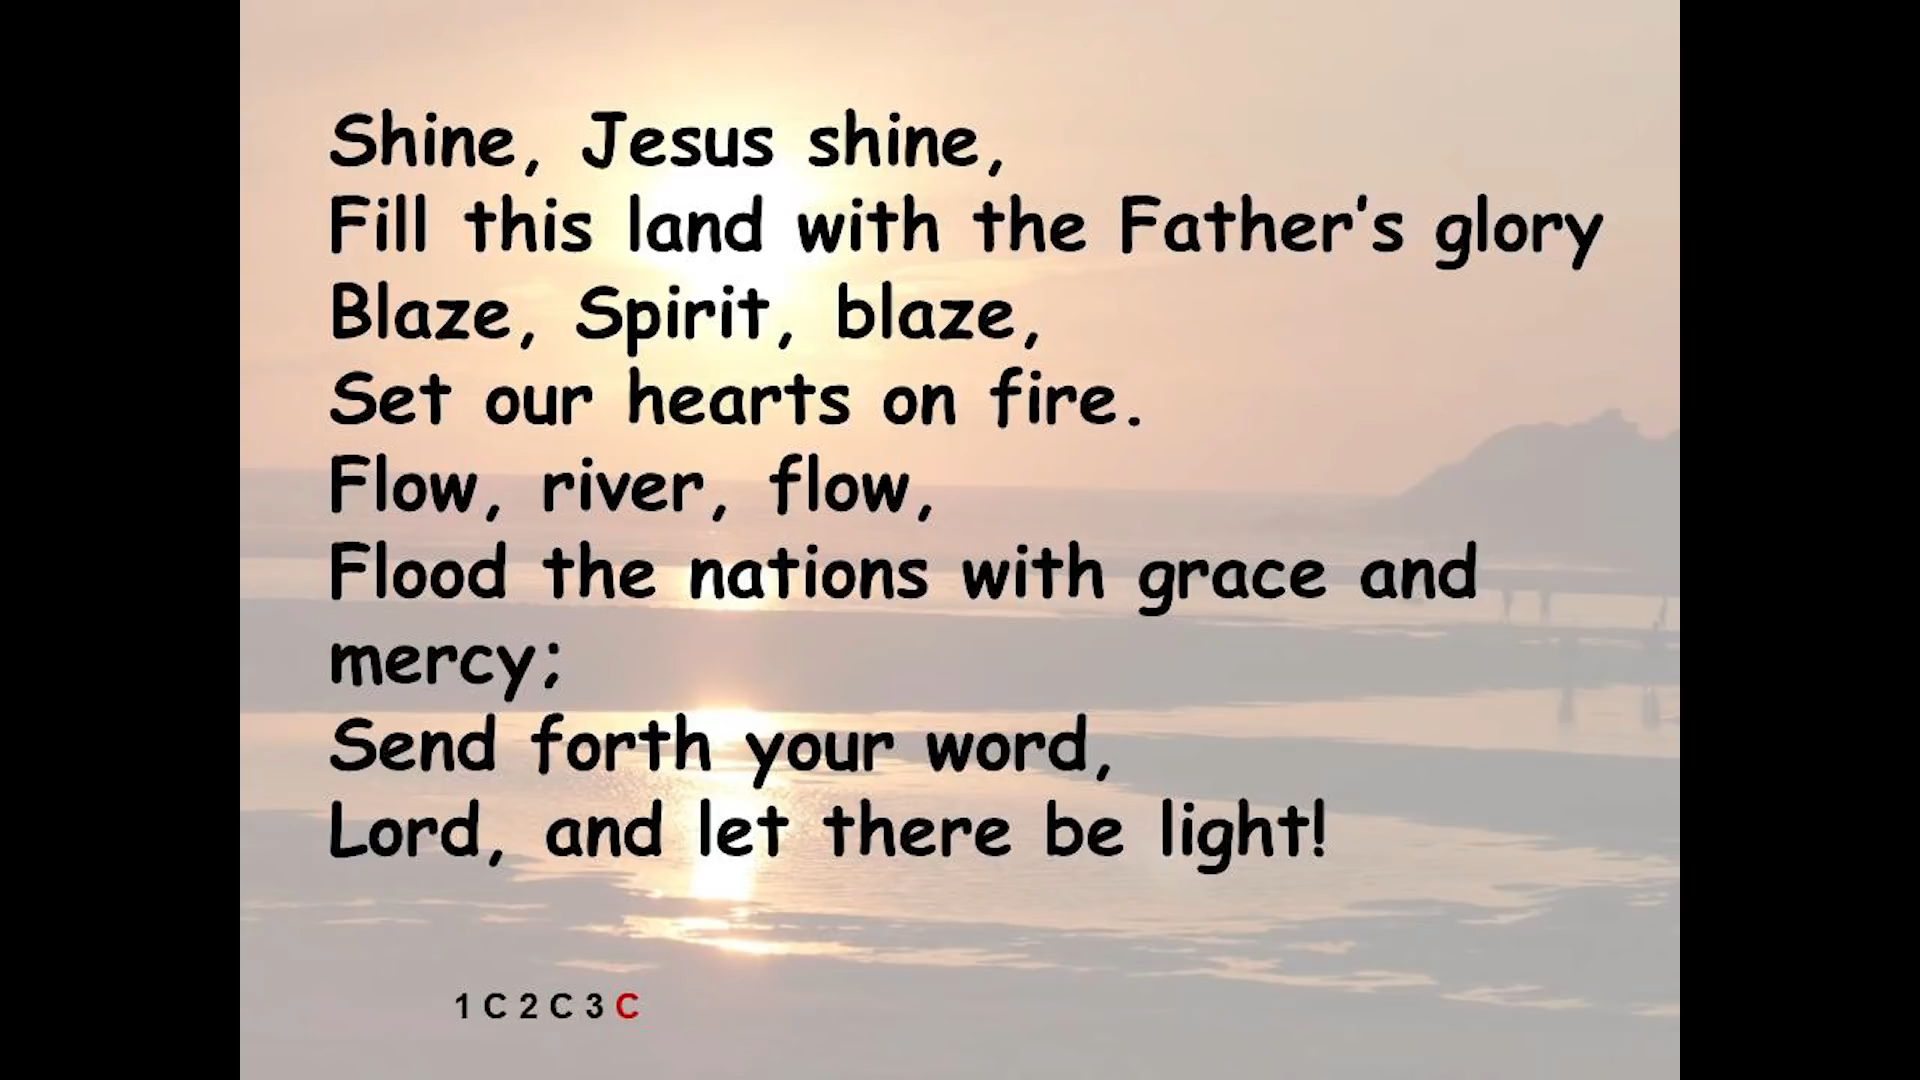 Shine, Jesus shine,
Fill this land with the Father's glory
Blaze, Spirit, blaze,
Set our hearts on fire.
Flow, river, flow,
Flood the nations with grace and
mercy;
Send forth your word,
Lord, and let there be light!
1 C 2 C 3 C